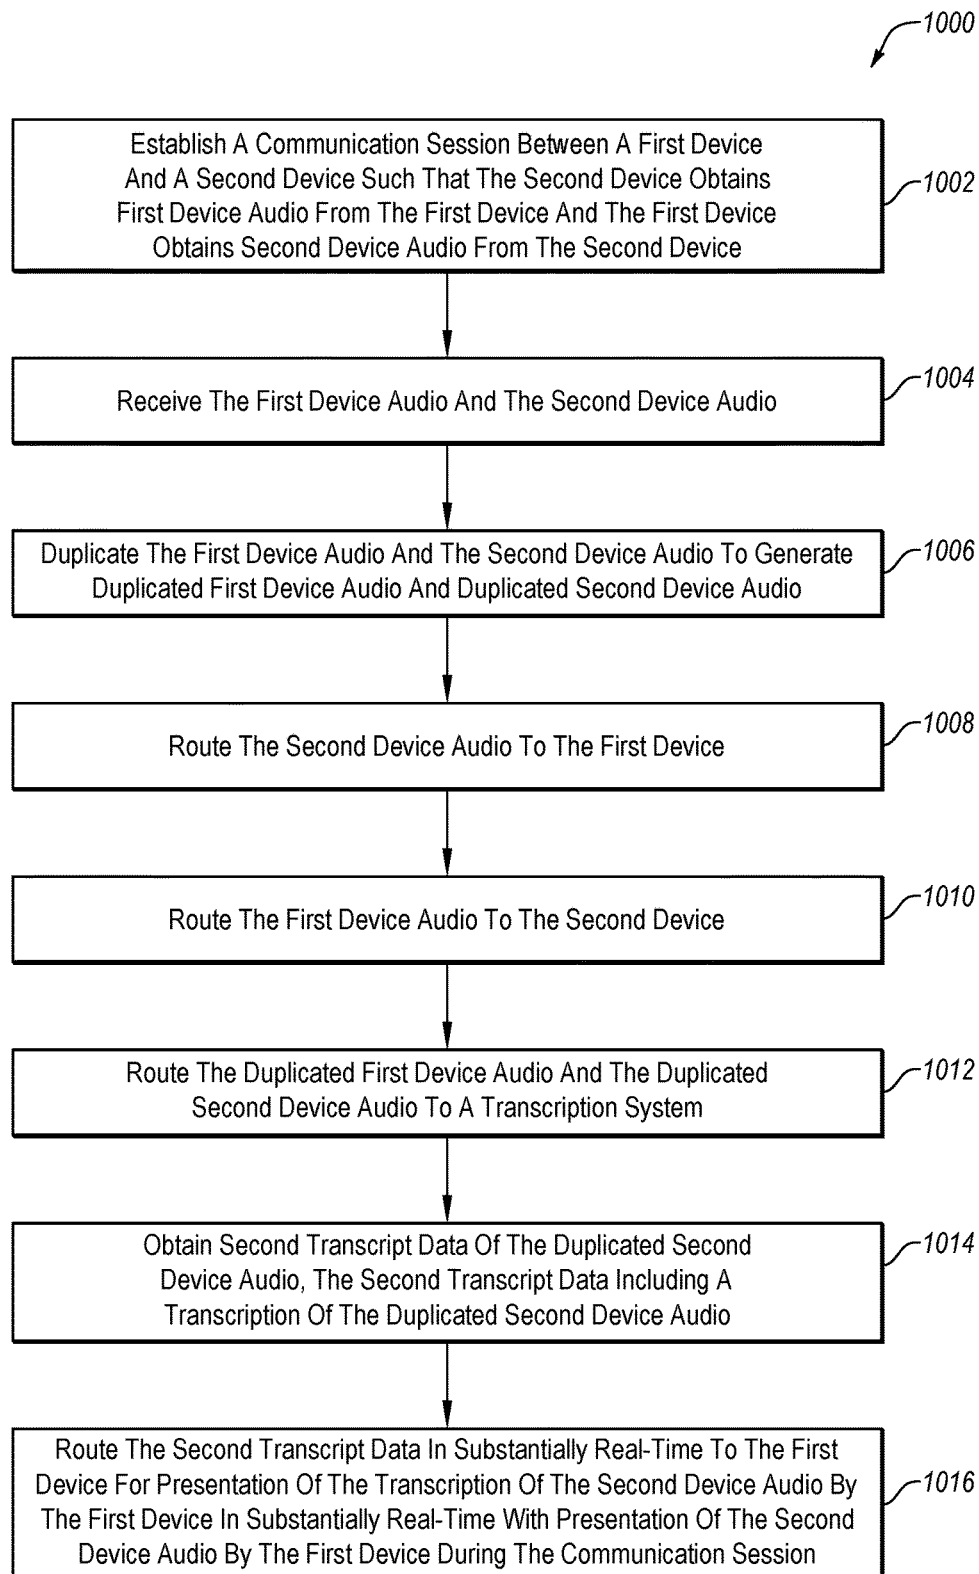 1000
Establish A Communication Session Between A First Device
And A Second Device Such That The Second Device Obtains
First Device Audio From The First Device And The First Device
Obtains Second Device Audio From The Second Device
1002
Receive The First Device Audio And The Second Device Audio
1004
Duplicate The First Device Audio And The Second Device Audio To Generate
Duplicated First Device Audio And Duplicated Second Device Audio
1006
Route The Second Device Audio To The First Device
1008
Route The First Device Audio To The Second Device
1010
Route The Duplicated First Device Audio And The Duplicated
Second Device Audio To A Transcription System
1012
Obtain Second Transcript Data Of The Duplicated Second
Device Audio, The Second Transcript Data Including A
Transcription Of The Duplicated Second Device Audio
1014
Route The Second Transcript Data In Substantially Real-Time To The First
Device For Presentation Of The Transcription Of The Second Device Audio By
The First Device In Substantially Real-Time With Presentation Of The Second
Device Audio By The First Device During The Communication Session
1016